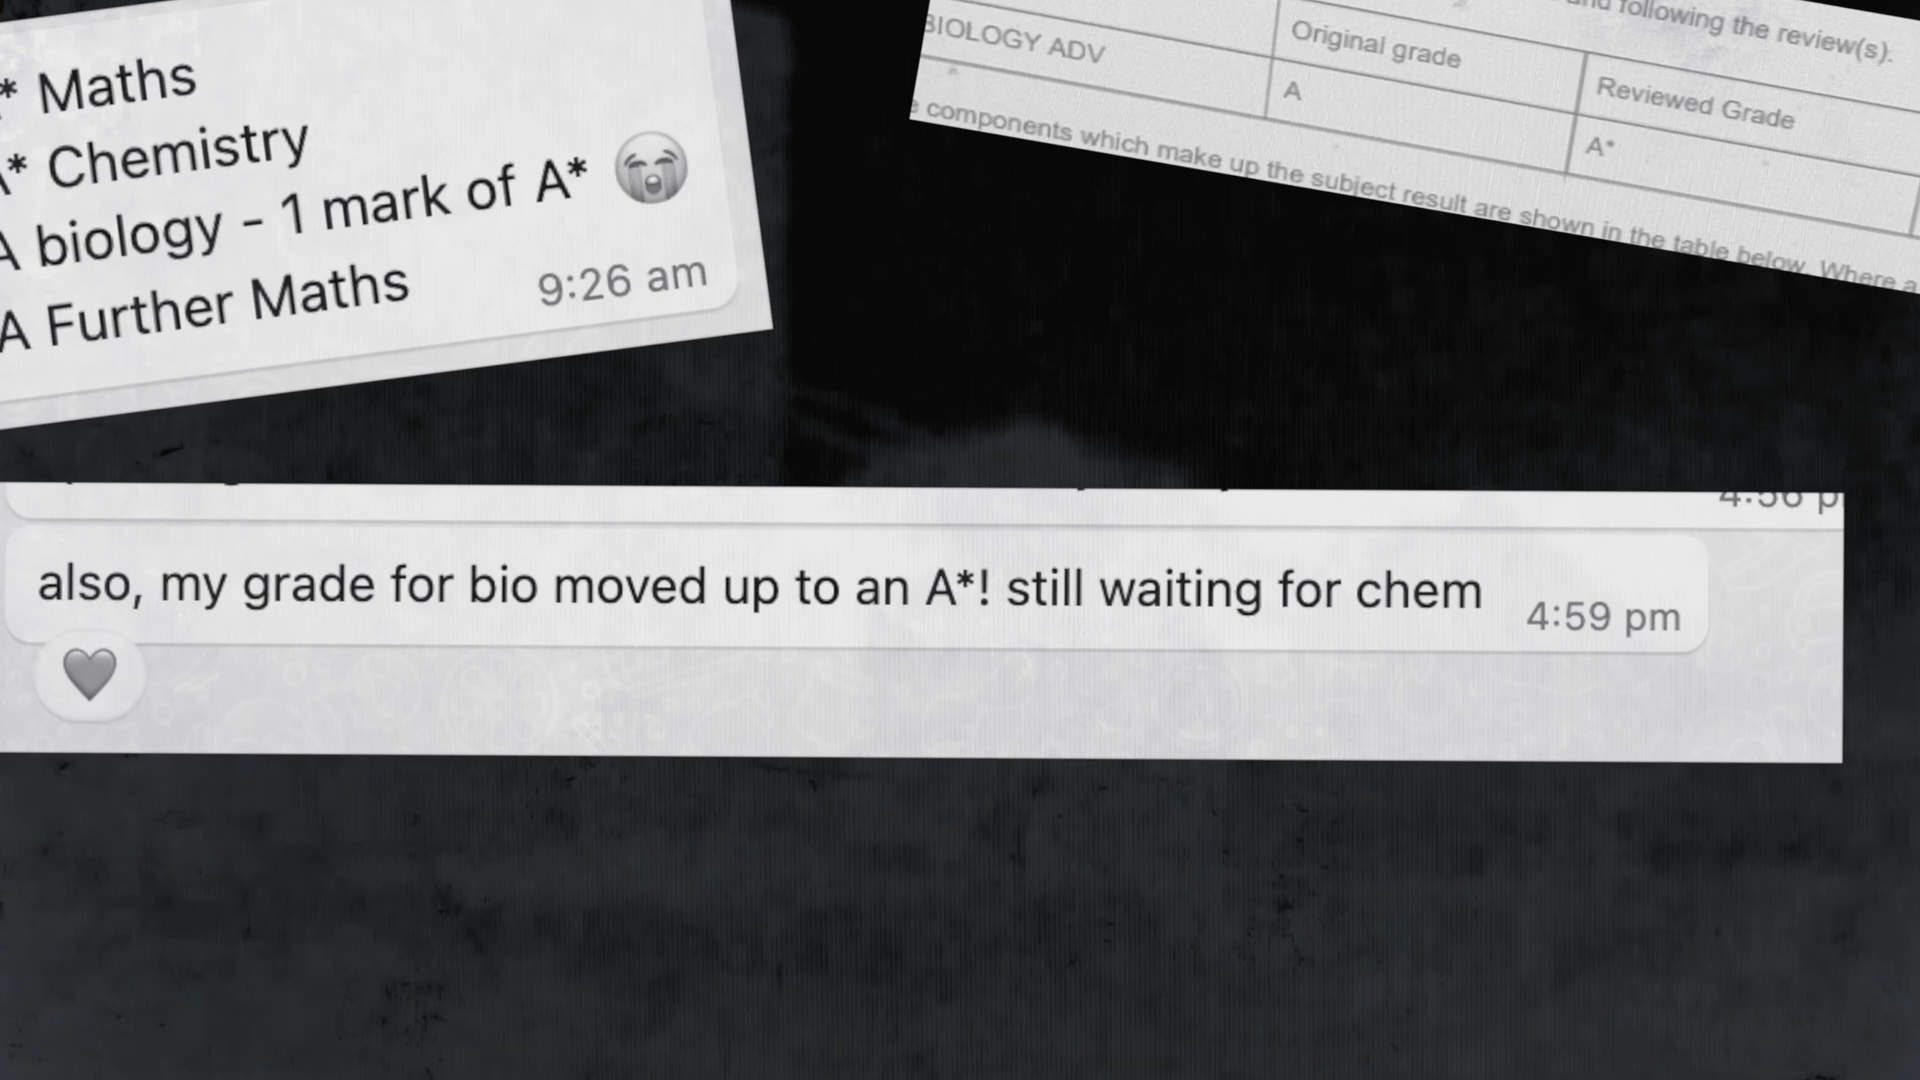 * Maths
* Chemistry
A biology - 1 mark of A* 😭
A Further Maths
9:26 am
following the review(s).
BIOLOGY ADV
Original grade
Reviewed Grade
A
A*
components which make up the subject result are shown in the table below. Where a
also, my grade for bio moved up to an A*! still waiting for chem
4:59 pm